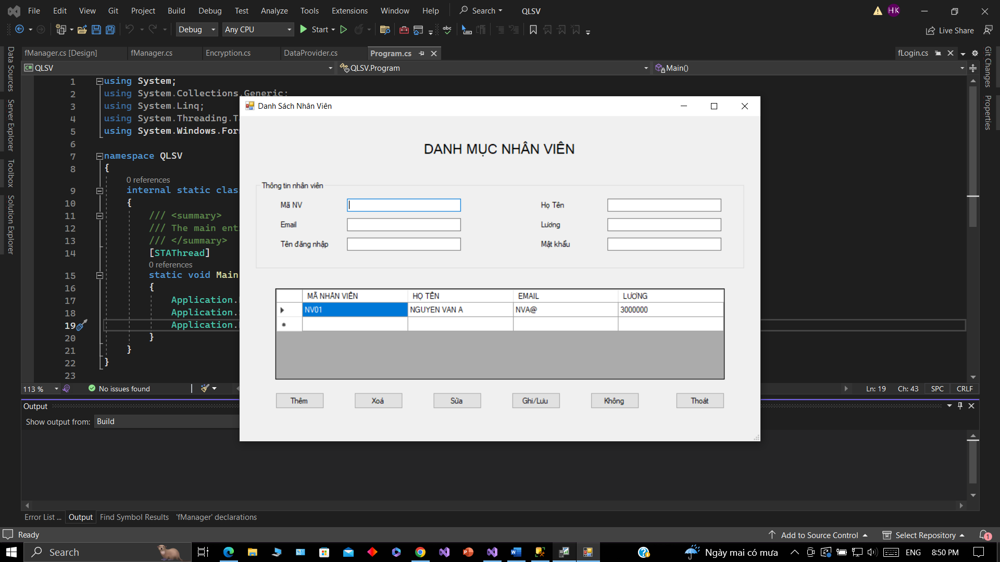 File Edit View Git Project Build Debug Test Analyze Tools Extensions Window Help Search QLSV HK
Debug Any CPU Start Live Share
fManager.cs [Design] fManager.cs Encryption.cs DataProvider.cs Program.cs fLogin.cs
C# QLSV QLSV.Program Main()
Data Sources
Server Explorer
Toolbox
Solution Explorer
Git Changes
Properties
1 using System;
2 using System.Collections.Generic;
3 using System.Linq;
4 using System.Threading.T
5 using System.Windows.For
6
7 namespace QLSV
8 {
0 references
9 internal static clas
10 {
11 /// <summary>
12 /// The main ent
13 /// </summary>
14 [STAThread]
0 references
15 static void Main
16 {
17 Application.
18 Application.
19 Application.
20 }
21 }
22 }
23
Danh Sách Nhân Viên
DANH MỤC NHÂN VIÊN
Thông tin nhân viên
Mã NV Họ Tên
Email Lương
Tên đăng nhập Mật khẩu
MÃ NHÂN VIÊN HỌ TÊN EMAIL LƯƠNG
NV01 NGUYEN VAN A NVA@ 3000000
Thêm Xoá Sửa Ghi/Lưu Không Thoát
113 % No issues found Ln: 19 Ch: 43 SPC CRLF
Output
Show output from: Build
Error List ... Output Find Symbol Results 'fManager' declarations
Ready Add to Source Control Select Repository 1
Search Ngày mai có mưa ENG 8:50 PM